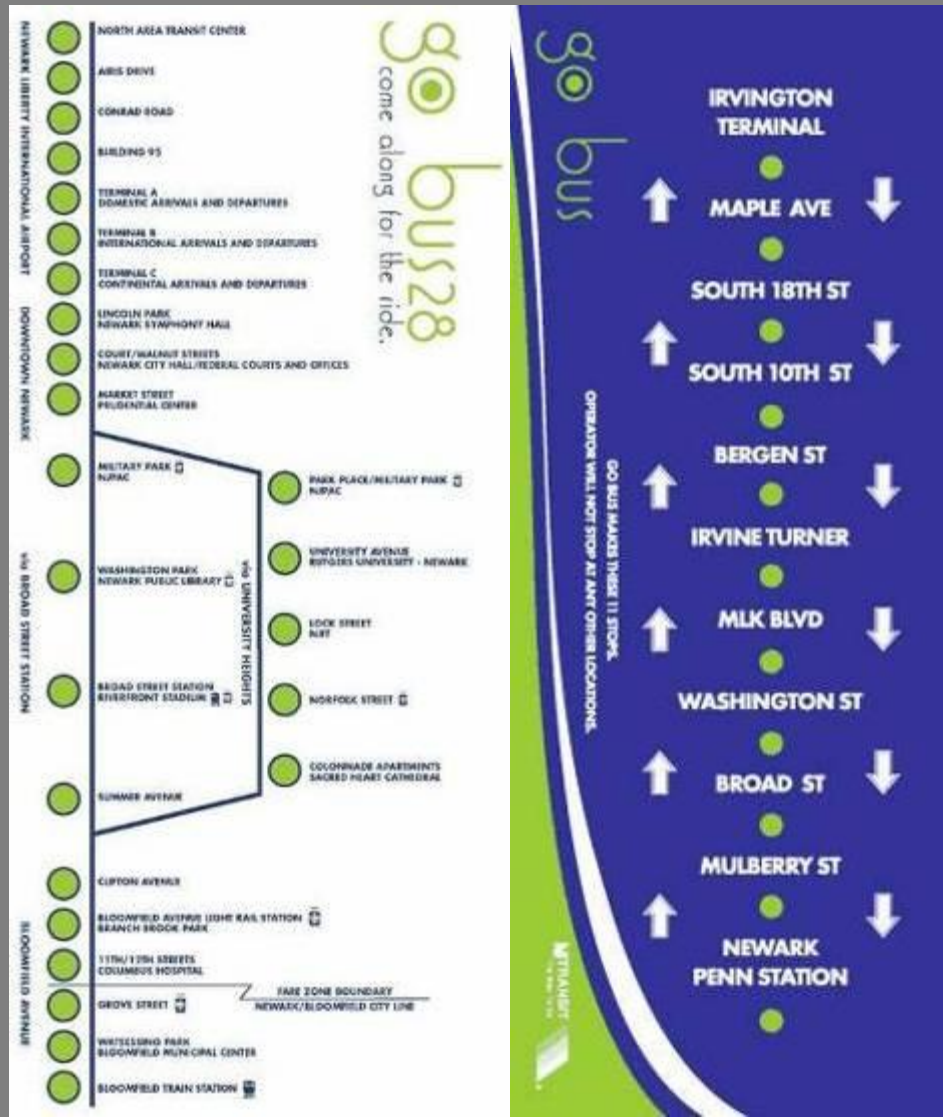 NEWARK LIBERTY INTERNATIONAL AIRPORT
NORTH AREA TRANSIT CENTER
AIRIS DRIVE
CONRAD ROAD
BUILDING 95
TERMINAL A
DOMESTIC ARRIVALS AND DEPARTURES
TERMINAL B
INTERNATIONAL ARRIVALS AND DEPARTURES
TERMINAL C
CONTINENTAL ARRIVALS AND DEPARTURES
DOWNTOWN NEWARK
LINCOLN PARK
NEWARK SYMPHONY HALL
COURT/WALNUT STREETS
NEWARK CITY HALL/FEDERAL COURTS AND OFFICES
MARKET STREET
PRUDENTIAL CENTER
via BROAD STREET STATION
MILITARY PARK
NJPAC
WASHINGTON PARK
NEWARK PUBLIC LIBRARY
BROAD STREET STATION
RIVERFRONT STADIUM
SUMMER AVENUE
via UNIVERSITY HEIGHTS
PARK PLACE/MILITARY PARK
NJPAC
UNIVERSITY AVENUE
RUTGERS UNIVERSITY - NEWARK
LOCK STREET
NJIT
NORFOLK STREET
COLONNADE APARTMENTS
SACRED HEART CATHEDRAL
BLOOMFIELD AVENUE
CLIFTON AVENUE
BLOOMFIELD AVENUE LIGHT RAIL STATION
BRANCH BROOK PARK
11TH/12TH STREETS
COLUMBUS HOSPITAL
FARE ZONE BOUNDARY
NEWARK/BLOOMFIELD CITY LINE
GROVE STREET
WATSESSING PARK
BLOOMFIELD MUNICIPAL CENTER
BLOOMFIELD TRAIN STATION
go bus28
come along for the ride.
go bus
IRVINGTON
TERMINAL
MAPLE AVE
SOUTH 18TH ST
SOUTH 10TH ST
BERGEN ST
IRVINE TURNER
MLK BLVD
WASHINGTON ST
BROAD ST
MULBERRY ST
NEWARK
PENN STATION
GO BUS MAKES THESE 11 STOPS.
OPERATOR WILL NOT STOP AT ANY OTHER LOCATIONS.
NJ TRANSIT